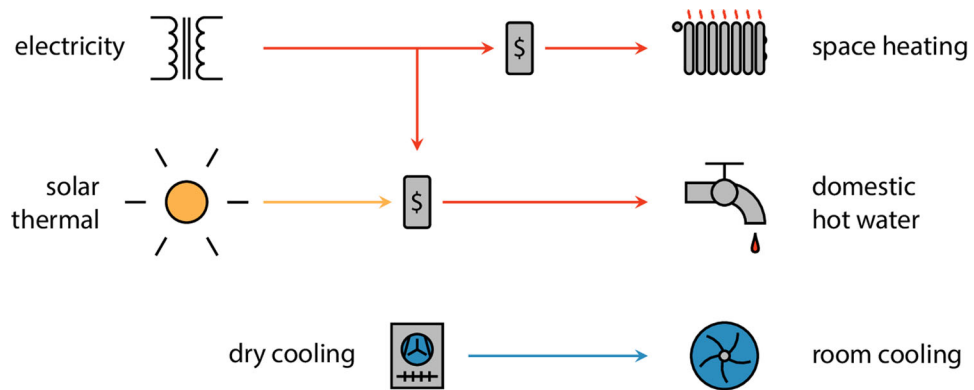 electricity
$
space heating
solar
thermal
$
domestic
hot water
dry cooling
room cooling